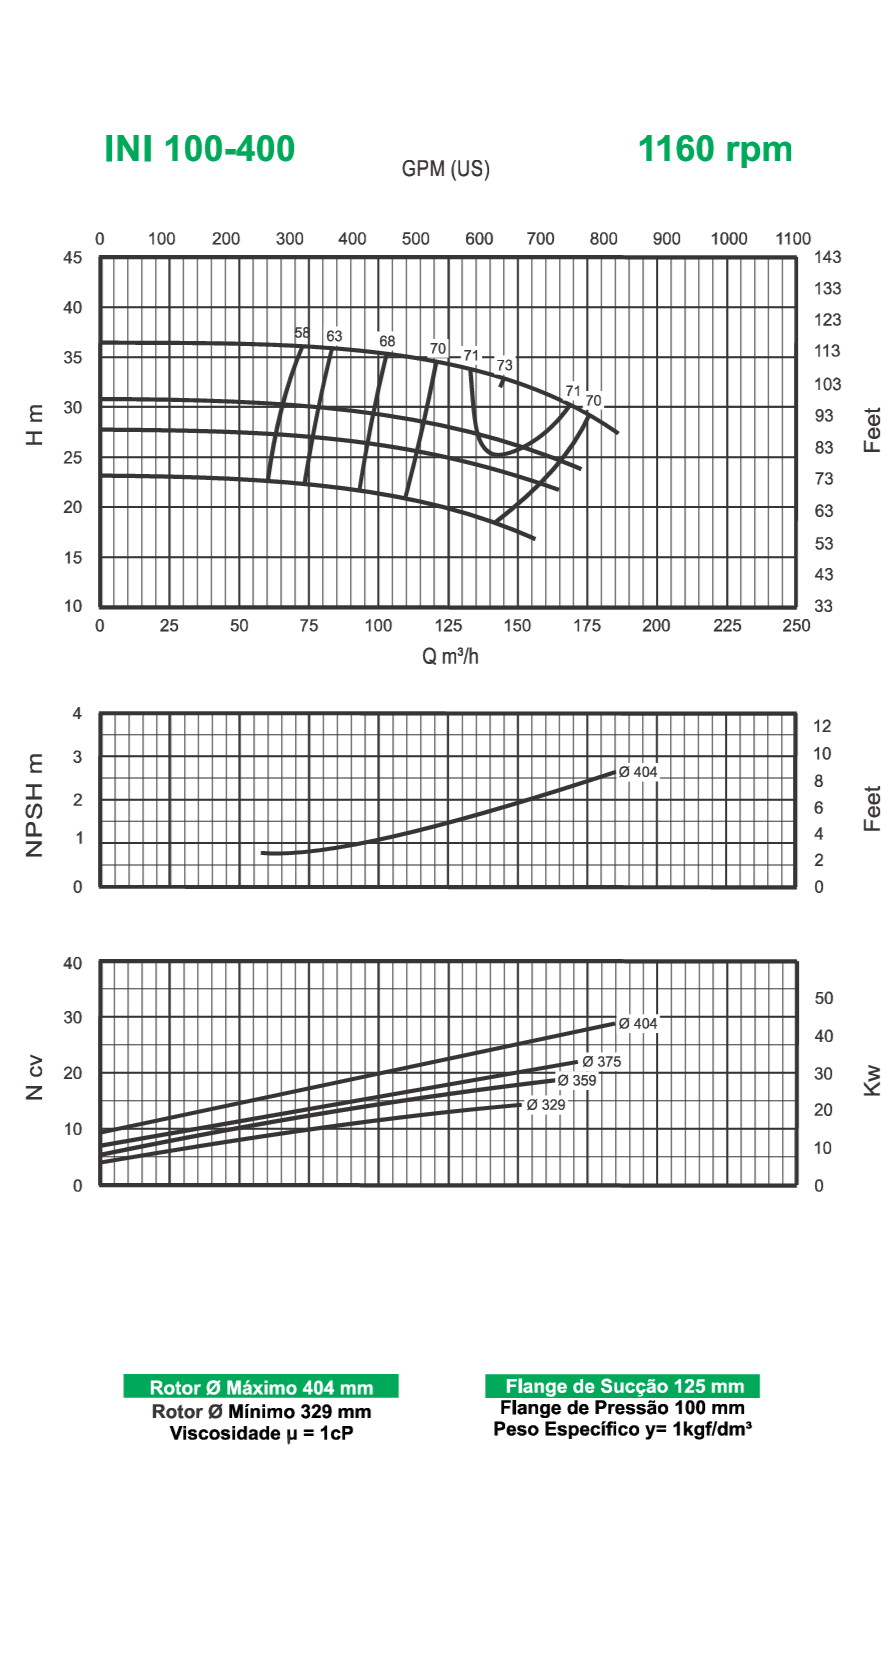 INI 100-400
1160 rpm
GPM (US)
0 100 200 300 400 500 600 700 800 900 1000 1100
45 143
133
40
123
58 63 68 70 71 73
35 113
103
71 70
30 93
H m
Feet
83
25
73
20 63
53
15
43
10 33
0 25 50 75 100 125 150 175 200 225 250
Q m³/h
4
12
3 10
Ø 404
8
2 6
NPSH m
Feet
1 4
2
0 0
40
50
30
Ø 404
40
Ø 375
20 30
Ø 359
N cv
Kw
Ø 329
20
10
10
0 0
Rotor Ø Máximo 404 mm
Rotor Ø Mínimo 329 mm
Viscosidade µ = 1cP
Flange de Sucção 125 mm
Flange de Pressão 100 mm
Peso Específico y= 1kgf/dm³